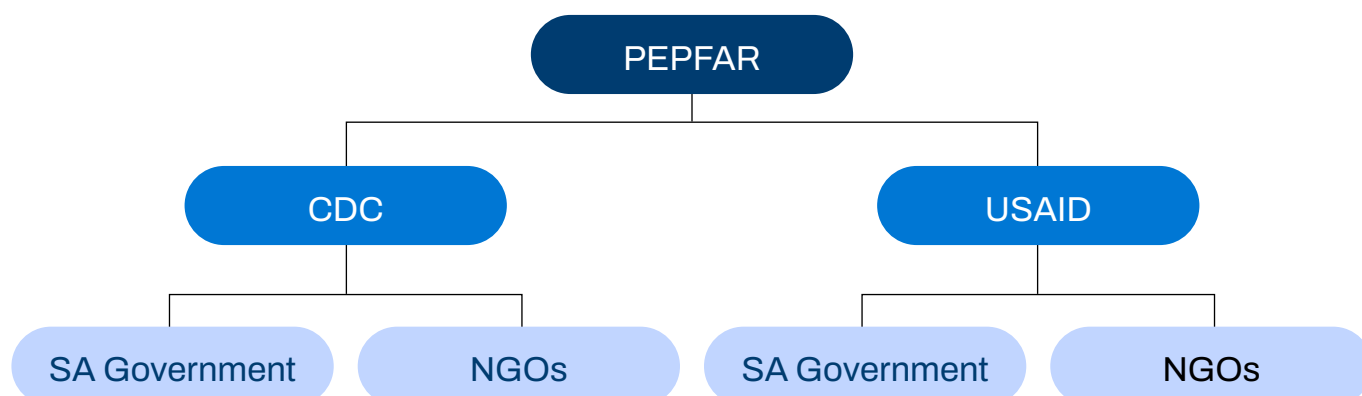 PEPFAR
CDC
USAID
SA Government
NGOs
SA Government
NGOs